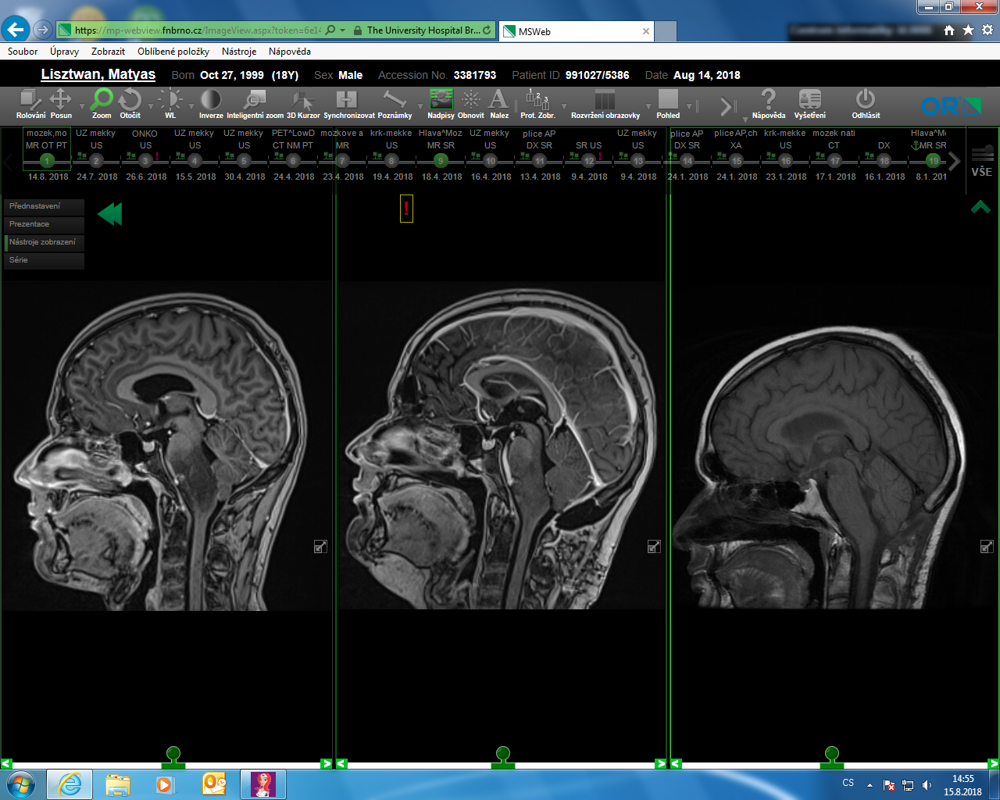 https://mp-webview.fnbrno.cz/ImageView.aspx?token=6e14
The University Hospital Br...
MSWeb
Soubor Úpravy Zobrazit Oblíbené položky Nástroje Nápověda
Lisztwan, Matyas Born Oct 27, 1999 (18Y) Sex Male Accession No. 3381793 Patient ID 991027/5386 Date Aug 14, 2018
1 2 3
Rolování Posun Zoom Otočit WL Inverze Inteligentní zoom 3D Kurzor Synchronizovat Poznámky Nadpisy Obnovit Nalez Prot. Zobr. Rozvržení obrazovky Pohled Nápověda Vyšetření Odhlásit
mozek,mo UZ mekky ONKO UZ mekky UZ mekky PET^LowD mozkove a krk-mekke Hlava^Moz UZ mekky plice AP UZ mekky plice AP plice AP,ch krk-mekke mozek nati Hlava^Mo
MR OT PT US US US US CT NM PT MR US MR SR US DX SR SR US US DX SR XA US CT DX MR SR
1 2 3 ! 4 5 6 7 8 9 10 11 12 ! 13 14 15 16 17 18 19
14.8. 2018 24.7. 2018 26.6. 2018 15.5. 2018 30.4. 2018 24.4. 2018 23.4. 2018 19.4. 2018 18.4. 2018 16.4. 2018 13.4. 2018 9.4. 2018 9.4. 2018 24.1. 2018 24.1. 2018 23.1. 2018 17.1. 2018 16.1. 2018 8.1. 201
VŠE
Přednastavení
Prezentace
Nástroje zobrazení
Série
!
CS
14:55
15.8.2018